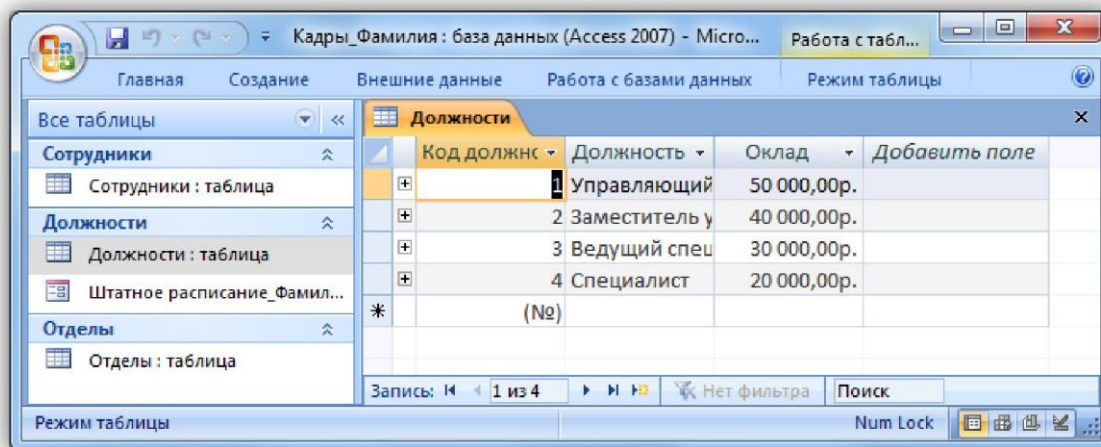 Кадры_Фамилия : база данных (Access 2007) - Micro...
Работа с табл...
Главная Создание Внешние данные Работа с базами данных Режим таблицы
Все таблицы
Сотрудники
Сотрудники : таблица
Должности
Должности : таблица
Штатное расписание_Фамил...
Отделы
Отделы : таблица
Должности
Код должнс Должность Оклад Добавить поле
1 Управляющий 50 000,00р.
2 Заместитель у 40 000,00р.
3 Ведущий спец 30 000,00р.
4 Специалист 20 000,00р.
(№)
Запись: 1 из 4 Нет фильтра Поиск
Режим таблицы Num Lock